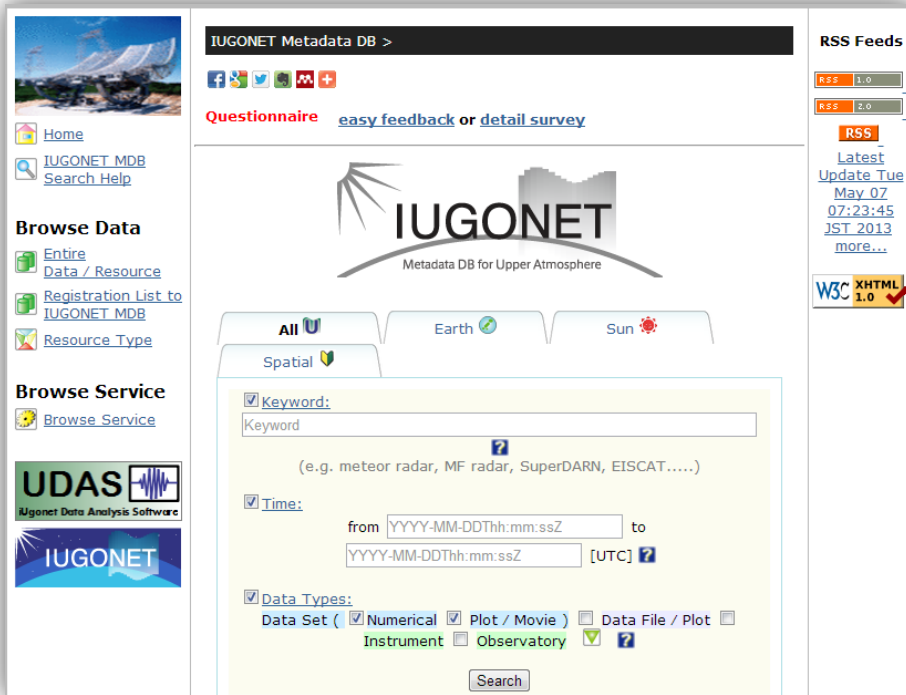 Home
IUGONET MDB
Search Help
Browse Data
Entire
Data / Resource
Registration List to
IUGONET MDB
Resource Type
Browse Service
Browse Service
UDAS
iUgonet Data Analysis Software
IUGONET
IUGONET Metadata DB >
Questionnaire easy feedback or detail survey
IUGONET
Metadata DB for Upper Atmosphere
All
Earth
Sun
Spatial
Keyword:
Keyword
?
(e.g. meteor radar, MF radar, SuperDARN, EISCAT.....)
Time:
from YYYY-MM-DDThh:mm:ssZ to
YYYY-MM-DDThh:mm:ssZ [UTC] ?
Data Types:
Data Set ( Numerical Plot / Movie ) Data File / Plot
Instrument Observatory ?
Search
RSS Feeds
RSS 1.0
RSS 2.0
RSS
Latest
Update Tue
May 07
07:23:45
JST 2013
more...
W3C XHTML
1.0